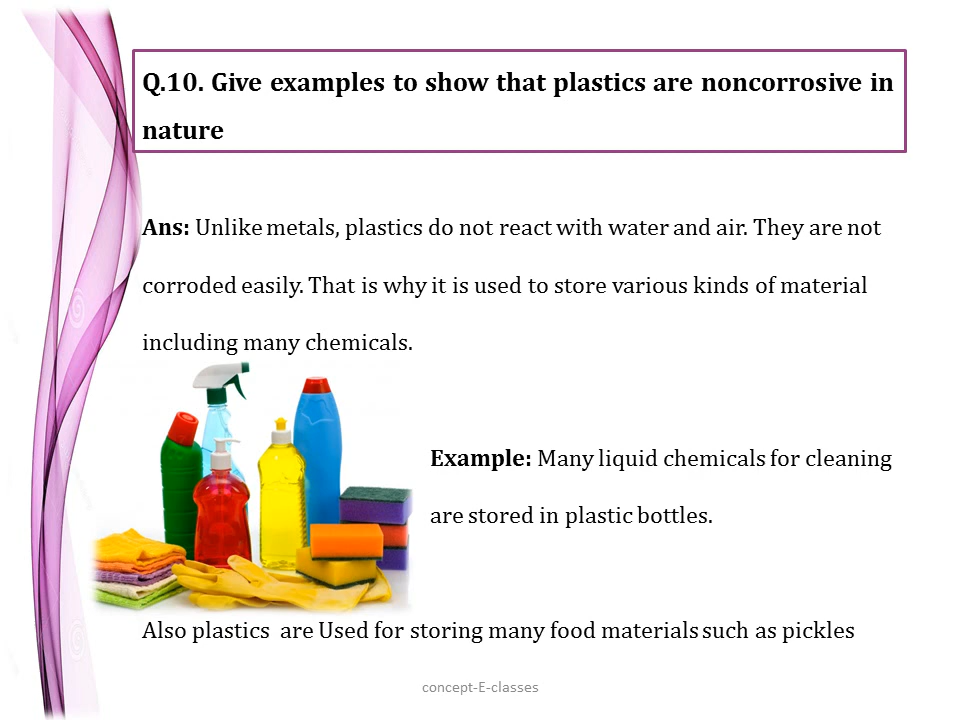 Q.10. Give examples to show that plastics are noncorrosive in
nature
Ans: Unlike metals, plastics do not react with water and air. They are not
corroded easily. That is why it is used to store various kinds of material
including many chemicals.
Example: Many liquid chemicals for cleaning
are stored in plastic bottles.
Also plastics  are Used for storing many food materials such as pickles
concept-E-classes